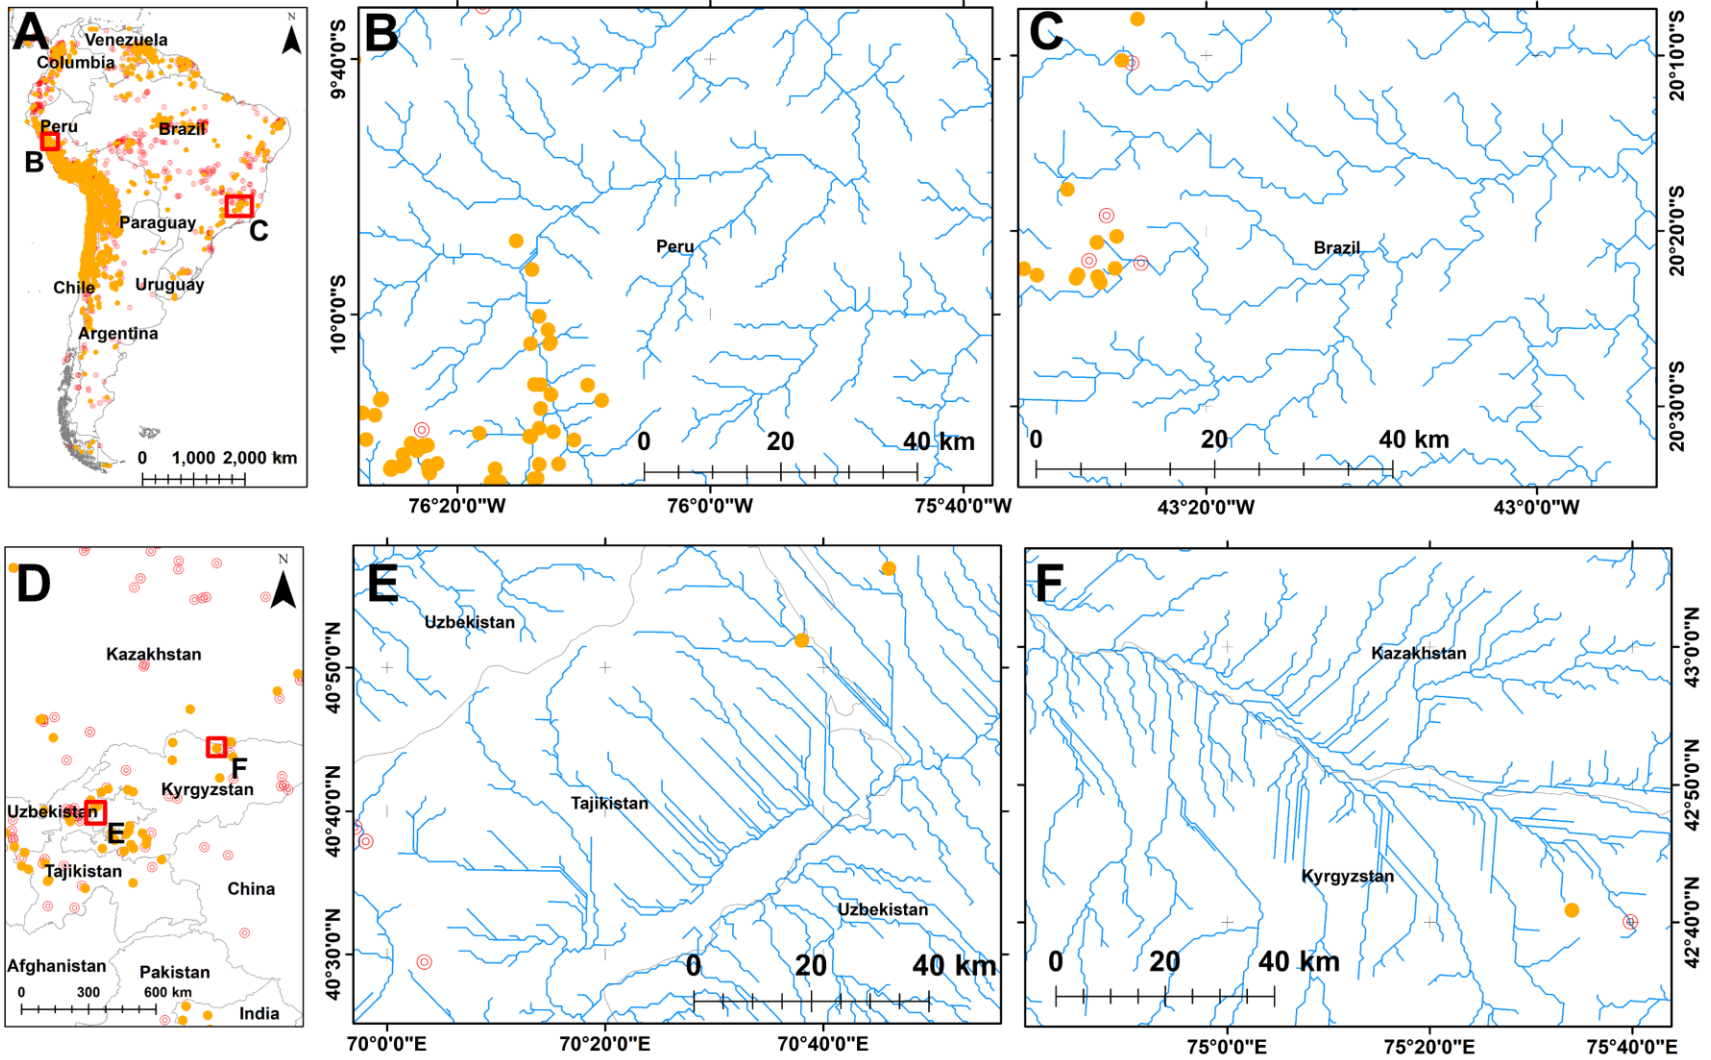 A
N
Venezuela
Columbia
Peru
Brazil
B
Paraguay
C
Chile
Uruguay
Argentina
0 1,000 2,000 km
B
9°40'0"S
10°0'0"S
Peru
0 20 40 km
76°20'0"W 76°0'0"W 75°40'0"W
C
20°10'0"S
20°20'0"S
20°30'0"S
Brazil
0 20 40 km
43°20'0"W 43°0'0"W
D
N
Kazakhstan
F
Kyrgyzstan
Uzbekistan
E
Tajikistan
China
Afghanistan
Pakistan
0 300 600 km
India
E
Uzbekistan
40°50'0"N
40°40'0"N
40°30'0"N
Tajikistan
Uzbekistan
0 20 40 km
70°0'0"E 70°20'0"E 70°40'0"E
F
Kazakhstan
43°0'0"N
42°50'0"N
42°40'0"N
Kyrgyzstan
0 20 40 km
75°0'0"E 75°20'0"E 75°40'0"E